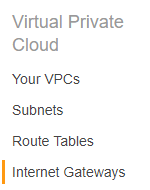 Virtual Private
Cloud
Your VPCs
Subnets
Route Tables
Internet Gateways